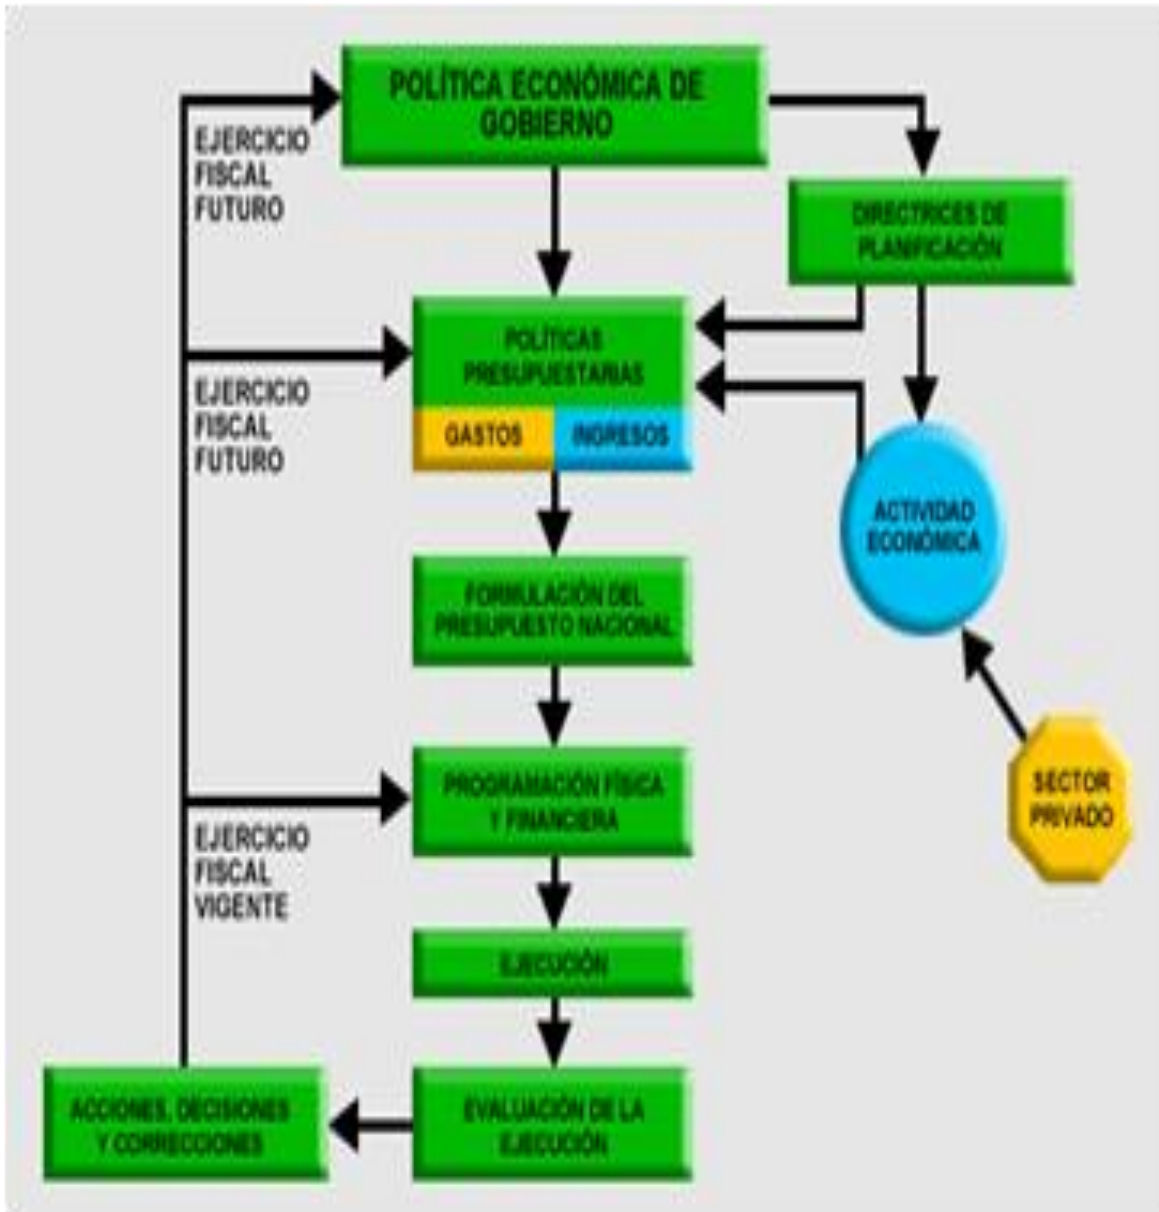 POLÍTICA ECONÓMICA DE
GOBIERNO
EJERCICIO
FISCAL
FUTURO
DIRECTRICES DE
PLANIFICACIÓN
POLÍTICAS
PRESUPUESTARIAS
GASTOS
INGRESOS
EJERCICIO
FISCAL
FUTURO
ACTIVIDAD
ECONÓMICA
FORMULACIÓN DEL
PRESUPUESTO NACIONAL
SECTOR
PRIVADO
PROGRAMACIÓN FÍSICA
Y FINANCIERA
EJERCICIO
FISCAL
VIGENTE
EJECUCIÓN
EVALUACIÓN DE LA
EJECUCIÓN
ACCIONES, DECISIONES
Y CORRECCIONES